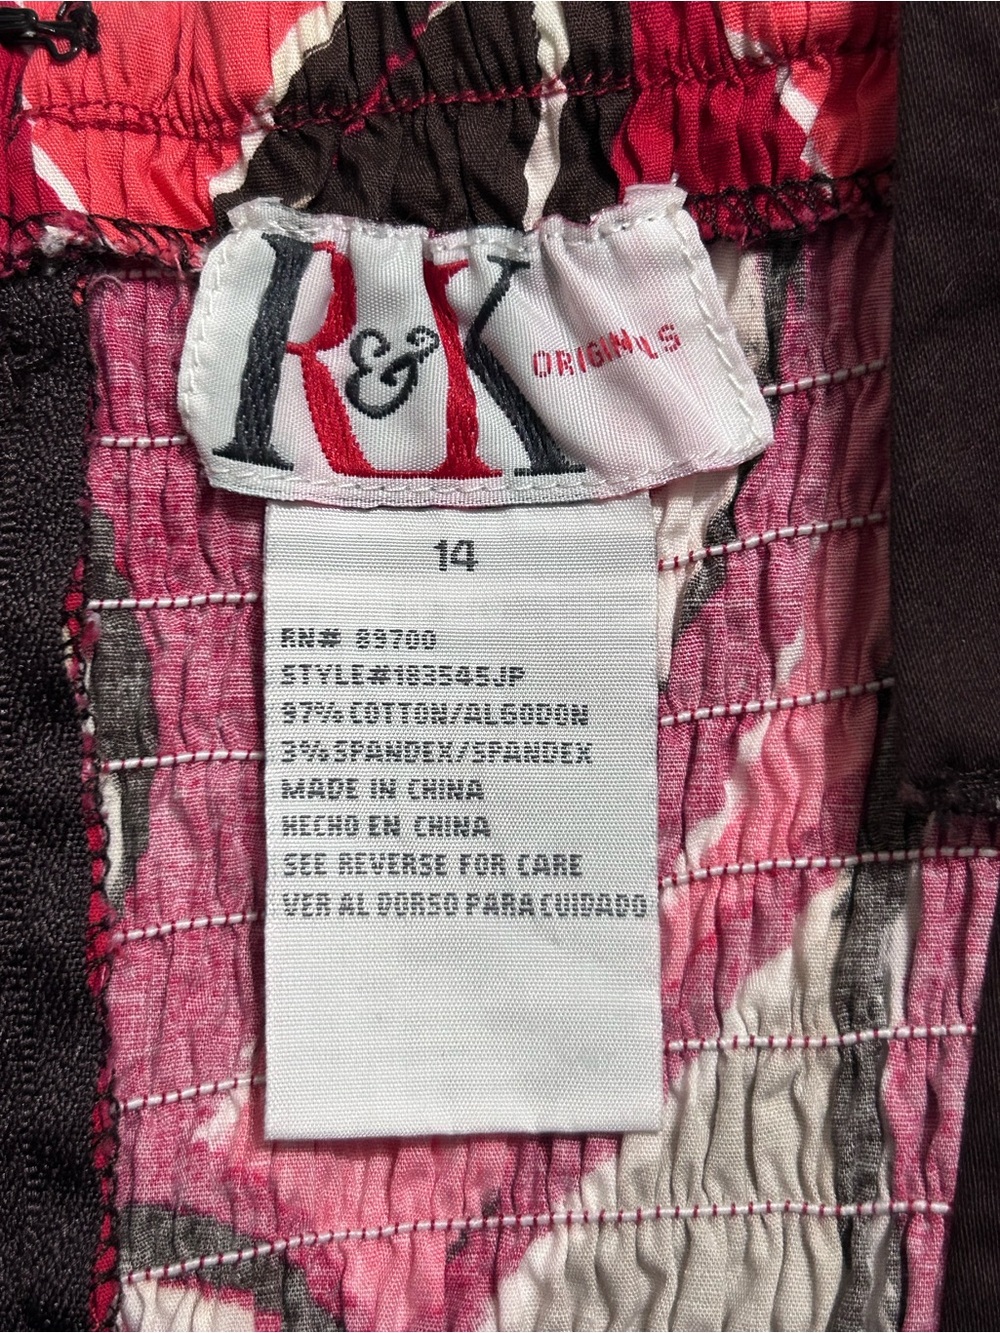 R&K ORIGINALS
14
RN# 89700
STYLE#183545JP
97% COTTON/ALGODON
3% SPANDEX/SPANDEX
MADE IN CHINA
HECHO EN CHINA
SEE REVERSE FOR CARE
VER AL DORSO PARA CUIDADO